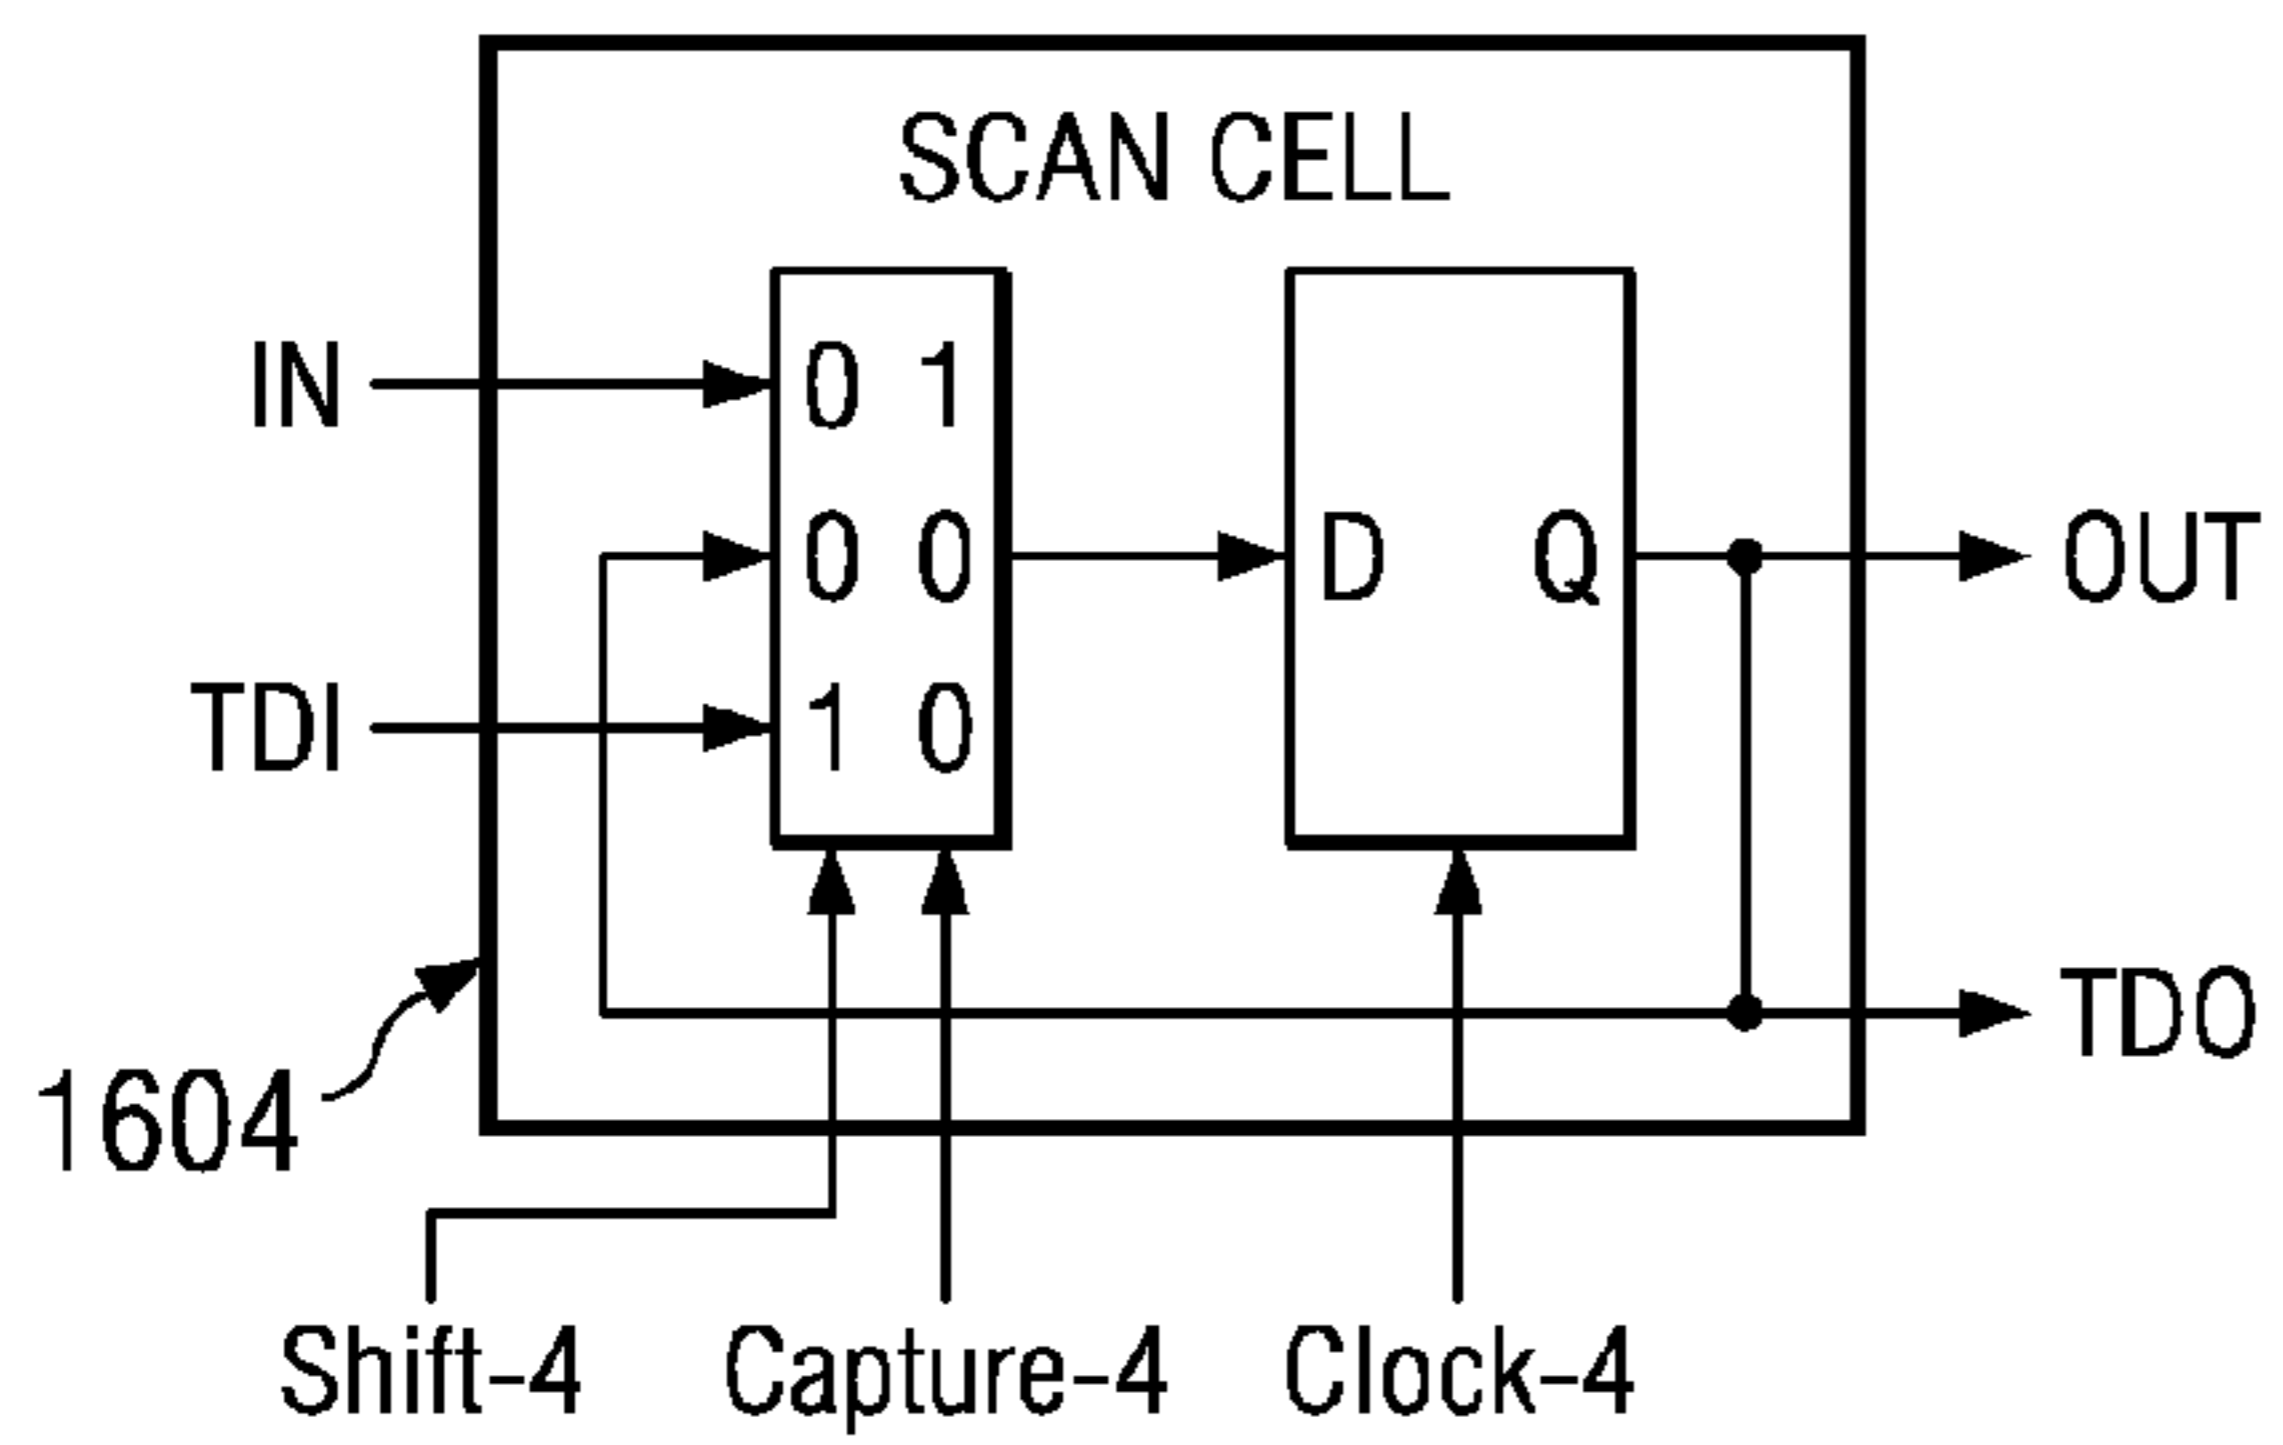 SCAN CELL
IN
0 1
0 0
D Q
OUT
TDI
1 0
TDO
1604
Shift-4 Capture-4 Clock-4